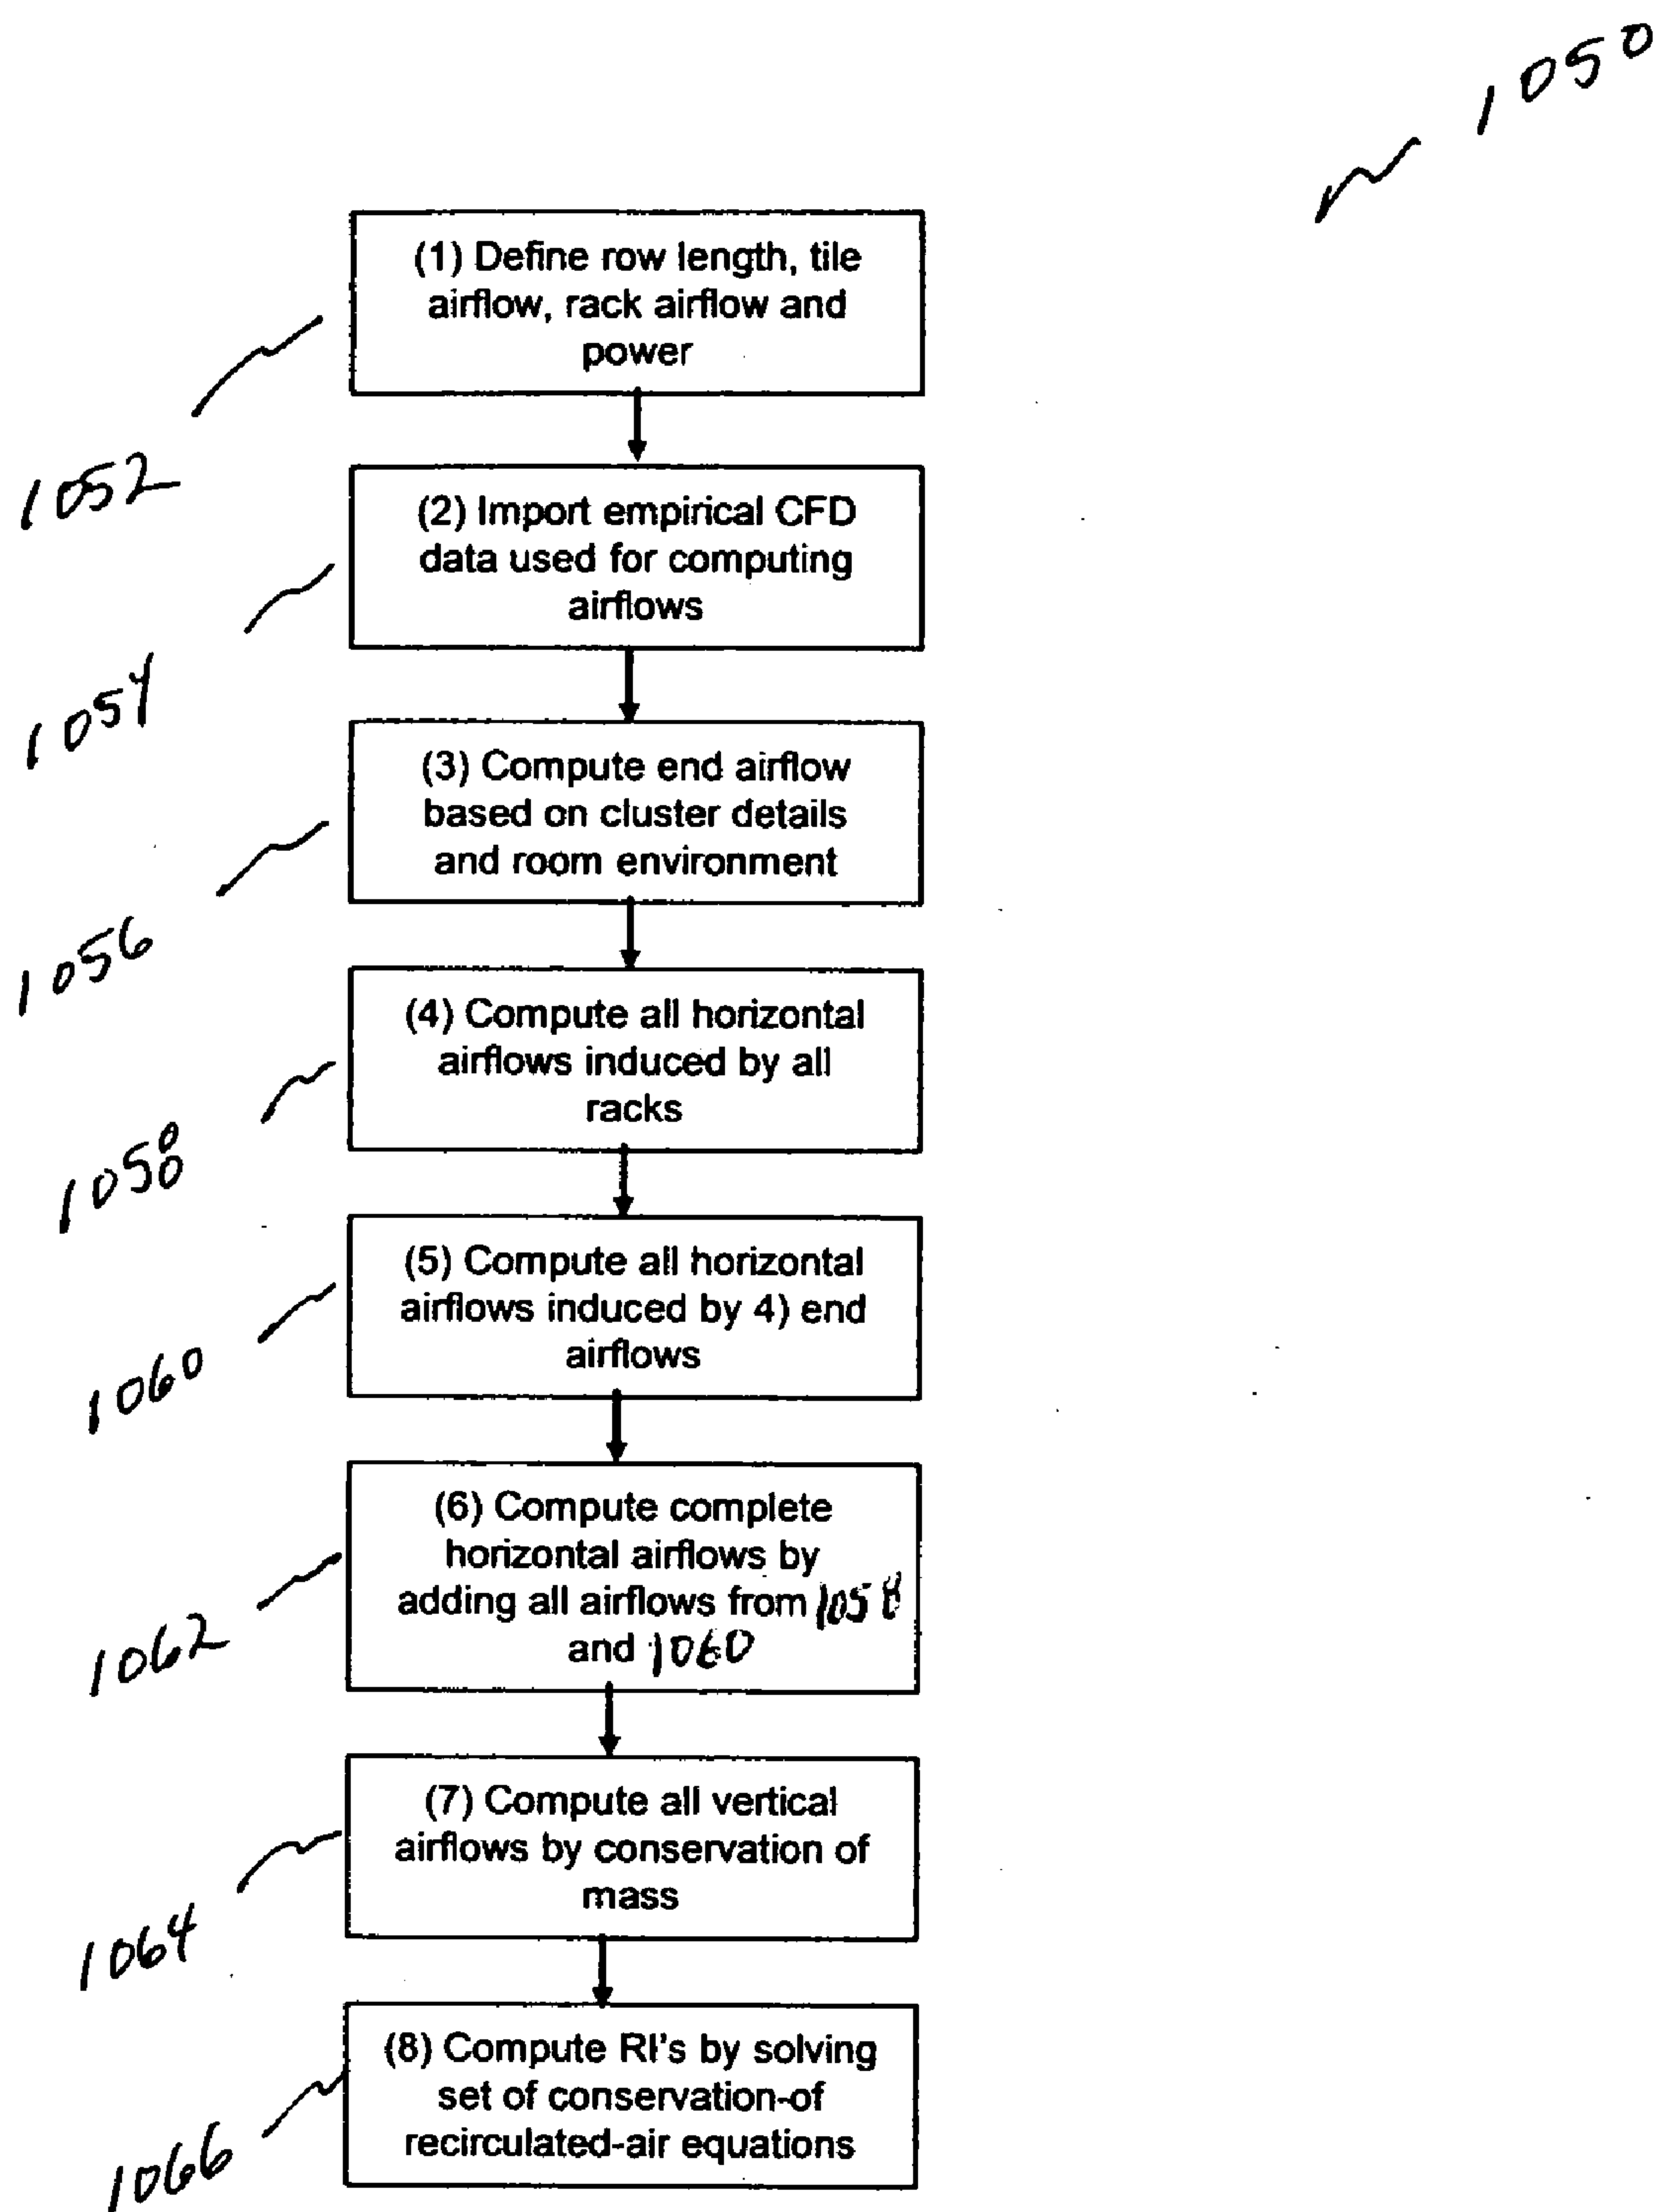 1050
(1) Define row length, tile
airflow, rack airflow and
power
1052
(2) Import empirical CFD
data used for computing
airflows
1054
(3) Compute end airflow
based on cluster details
and room environment
1056
(4) Compute all horizontal
airflows induced by all
racks
1058
(5) Compute all horizontal
airflows induced by 4) end
airflows
1060
(6) Compute complete
horizontal airflows by
adding all airflows from 1058
and 1060
1062
(7) Compute all vertical
airflows by conservation of
mass
1064
(8) Compute RI's by solving
set of conservation-of
recirculated-air equations
1066